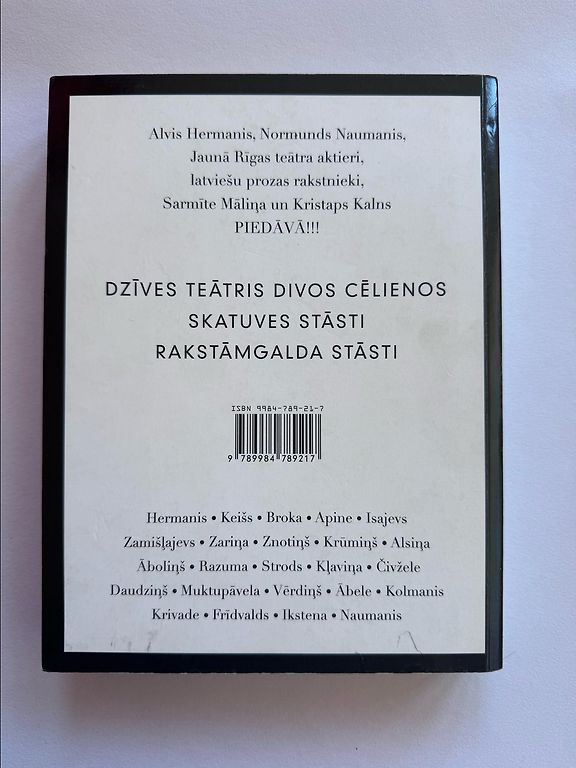 Alvis Hermanis, Normunds Naumanis,
Jaunā Rīgas teātra aktieri,
latviešu prozas rakstnieki,
Sarmīte Māliņa un Kristaps Kalns
PIEDĀVĀ!!!
DZĪVES TEĀTRIS DIVOS CĒLIENOS
SKATUVES STĀSTI
RAKSTĀMGALDA STĀSTI
ISBN 9984-789-21-7
9 789984 789217
Hermanis • Keišs • Broka • Apine • Isajevs
Zamišļajevs • Zariņa • Znotiņš • Krūmiņš • Alsiņa
Āboliņš • Razuma • Strods • Kļaviņa • Čivžele
Daudziņš • Muktupāvela • Vērdiņš • Ābele • Kolmanis
Krivade • Frīdvalds • Ikstena • Naumanis